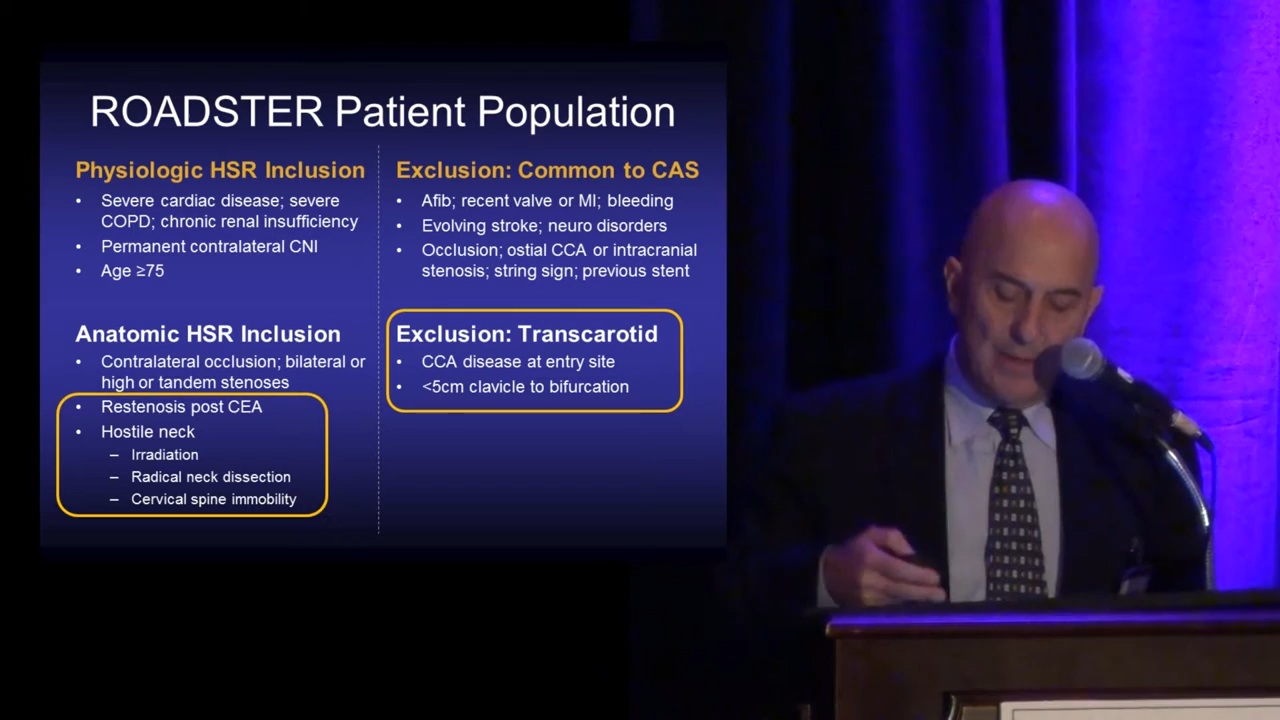 ROADSTER Patient Population
Physiologic HSR Inclusion
• Severe cardiac disease; severe
COPD; chronic renal insufficiency
• Permanent contralateral CNI
• Age ≥75
Anatomic HSR Inclusion
• Contralateral occlusion; bilateral or
high or tandem stenoses
• Restenosis post CEA
• Hostile neck
– Irradiation
– Radical neck dissection
– Cervical spine immobility
Exclusion: Common to CAS
• Afib; recent valve or MI; bleeding
• Evolving stroke; neuro disorders
• Occlusion; ostial CCA or intracranial
stenosis; string sign; previous stent
Exclusion: Transcarotid
• CCA disease at entry site
• <5cm clavicle to bifurcation